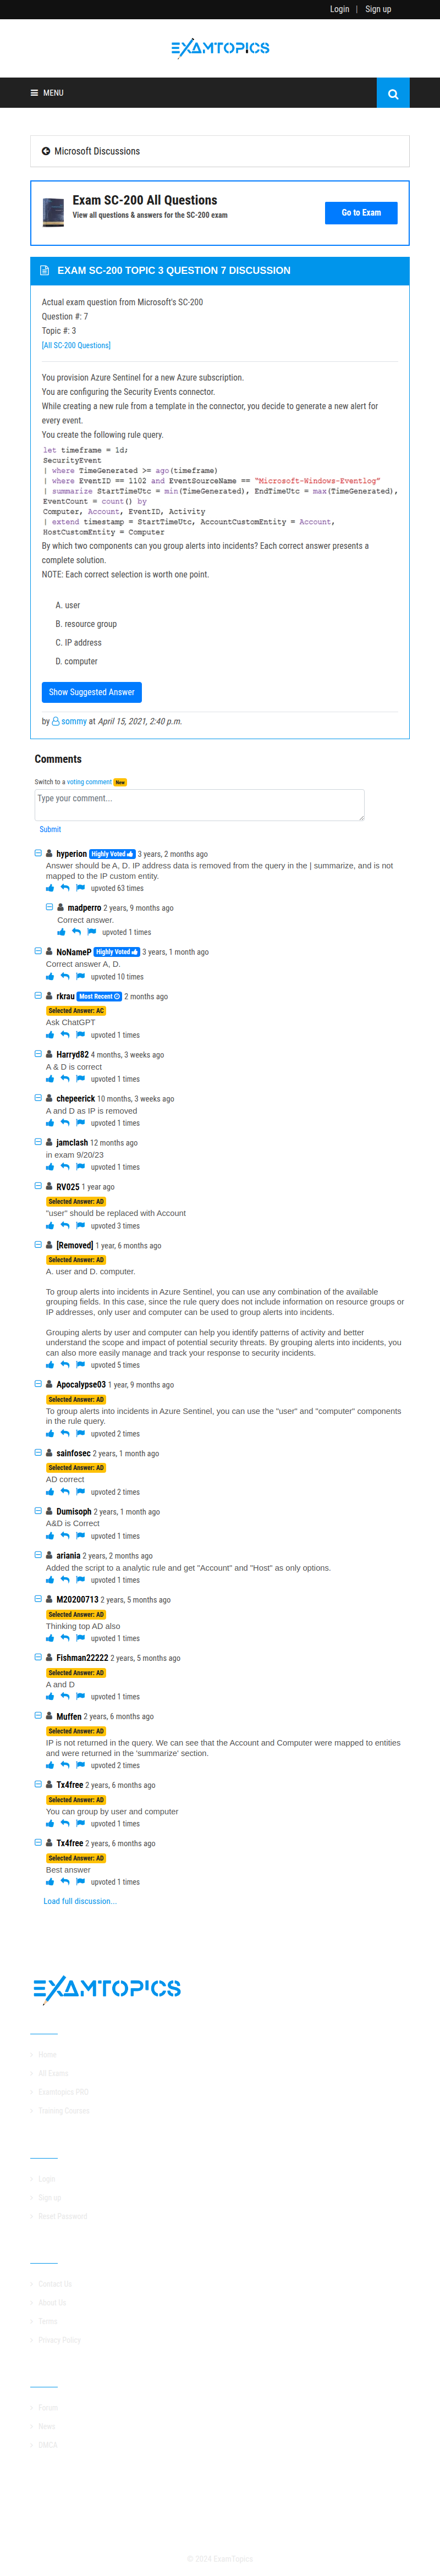 Login | Sign up
EXAMTOPICS
MENU
Microsoft Discussions
Exam SC-200 All Questions
View all questions & answers for the SC-200 exam
Go to Exam
EXAM SC-200 TOPIC 3 QUESTION 7 DISCUSSION
Actual exam question from Microsoft's SC-200
Question #: 7
Topic #: 3
[All SC-200 Questions]
You provision Azure Sentinel for a new Azure subscription.
You are configuring the Security Events connector.
While creating a new rule from a template in the connector, you decide to generate a new alert for
every event.
You create the following rule query.
let timeframe = 1d;
SecurityEvent
| where TimeGenerated >= ago(timeframe)
| where EventID == 1102 and EventSourceName == "Microsoft-Windows-Eventlog"
| summarize StartTimeUtc = min(TimeGenerated), EndTimeUtc = max(TimeGenerated),
EventCount = count() by
Computer, Account, EventID, Activity
| extend timestamp = StartTimeUtc, AccountCustomEntity = Account,
HostCustomEntity = Computer
By which two components can you group alerts into incidents? Each correct answer presents a
complete solution.
NOTE: Each correct selection is worth one point.
A. user
B. resource group
C. IP address
D. computer
Show Suggested Answer
by sommy at April 15, 2021, 2:40 p.m.
Comments
Switch to a voting comment New
Type your comment...
Submit
hyperion Highly Voted 3 years, 2 months ago
Answer should be A, D. IP address data is removed from the query in the | summarize, and is not
mapped to the IP custom entity.
upvoted 63 times
madperro 2 years, 9 months ago
Correct answer.
upvoted 1 times
NoNameP Highly Voted 3 years, 1 month ago
Correct answer A, D.
upvoted 10 times
rkrau Most Recent 2 months ago
Selected Answer: AC
Ask ChatGPT
upvoted 1 times
Harryd82 4 months, 3 weeks ago
A & D is correct
upvoted 1 times
chepeerick 10 months, 3 weeks ago
A and D as IP is removed
upvoted 1 times
jamclash 12 months ago
in exam 9/20/23
upvoted 1 times
RV025 1 year ago
Selected Answer: AD
"user" should be replaced with Account
upvoted 3 times
[Removed] 1 year, 6 months ago
Selected Answer: AD
A. user and D. computer.
To group alerts into incidents in Azure Sentinel, you can use any combination of the available
grouping fields. In this case, since the rule query does not include information on resource groups or
IP addresses, only user and computer can be used to group alerts into incidents.
Grouping alerts by user and computer can help you identify patterns of activity and better
understand the scope and impact of potential security threats. By grouping alerts into incidents, you
can also more easily manage and track your response to security incidents.
upvoted 5 times
Apocalypse03 1 year, 9 months ago
Selected Answer: AD
To group alerts into incidents in Azure Sentinel, you can use the "user" and "computer" components
in the rule query.
upvoted 2 times
sainfosec 2 years, 1 month ago
Selected Answer: AD
AD correct
upvoted 2 times
Dumisoph 2 years, 1 month ago
A&D is Correct
upvoted 1 times
ariania 2 years, 2 months ago
Added the script to a analytic rule and get "Account" and "Host" as only options.
upvoted 1 times
M20200713 2 years, 5 months ago
Selected Answer: AD
Thinking top AD also
upvoted 1 times
Fishman22222 2 years, 5 months ago
Selected Answer: AD
A and D
upvoted 1 times
Muffen 2 years, 6 months ago
Selected Answer: AD
IP is not returned in the query. We can see that the Account and Computer were mapped to entities
and were returned in the 'summarize' section.
upvoted 2 times
Tx4free 2 years, 6 months ago
Selected Answer: AD
You can group by user and computer
upvoted 1 times
Tx4free 2 years, 6 months ago
Selected Answer: AD
Best answer
upvoted 1 times
Load full discussion...
EXAMTOPICS
Home
All Exams
Examtopics PRO
Training Courses
Login
Sign up
Reset Password
Contact Us
About Us
Terms
Privacy Policy
Forum
News
DMCA
© 2024 ExamTopics